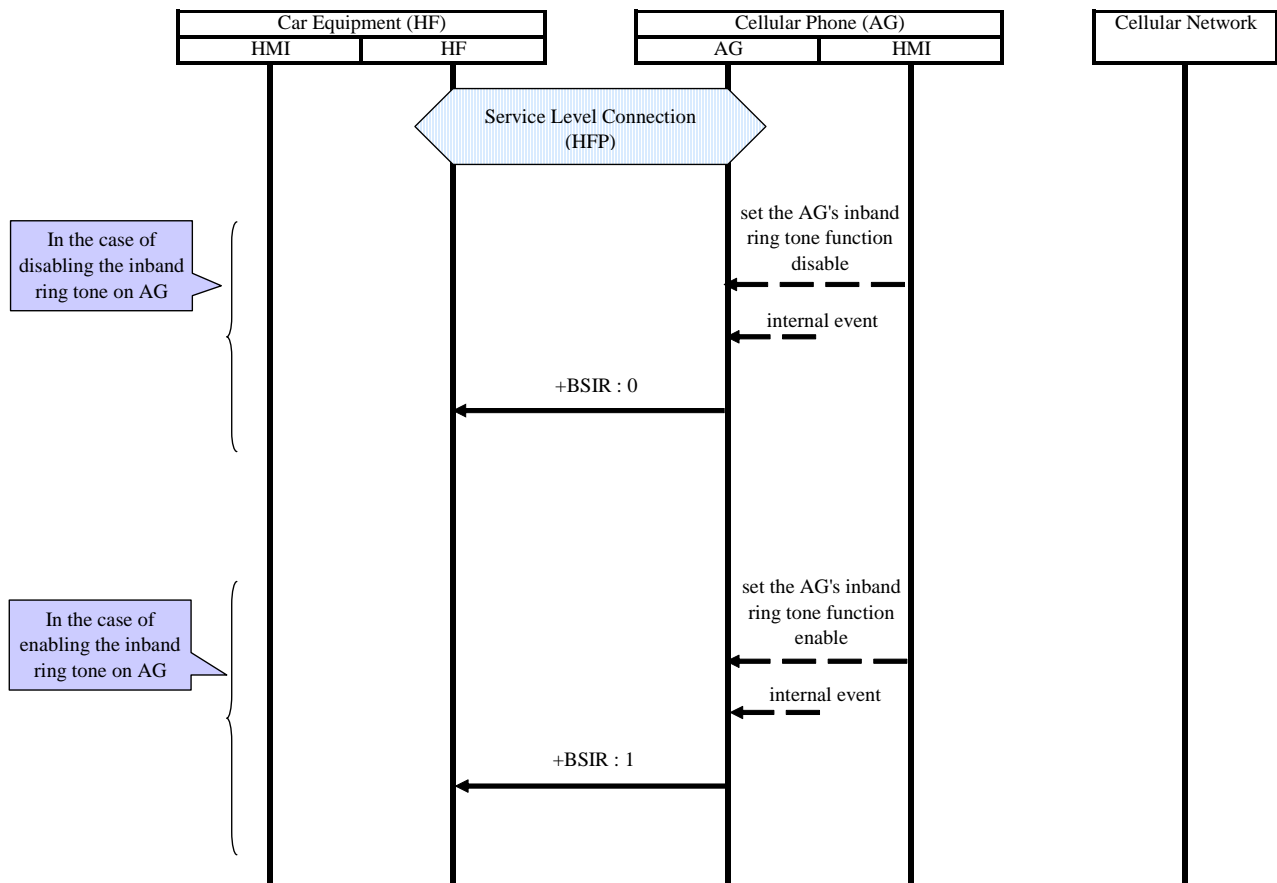 Car Equipment (HF)
Cellular Phone (AG)
Cellular Network
HMI
HF
AG
HMI
Service Level Connection
(HFP)
In the case of
disabling the inband
ring tone on AG
set the AG's inband
ring tone function
disable
internal event
+BSIR : 0
In the case of
enabling the inband
ring tone on AG
set the AG's inband
ring tone function
enable
internal event
+BSIR : 1